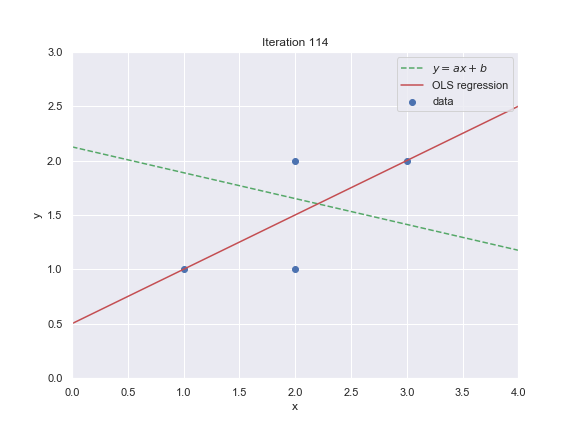 Iteration 114
y = ax + b
OLS regression
data
3.0
2.5
2.0
1.5
1.0
0.5
0.0
y
0.0 0.5 1.0 1.5 2.0 2.5 3.0 3.5 4.0
x